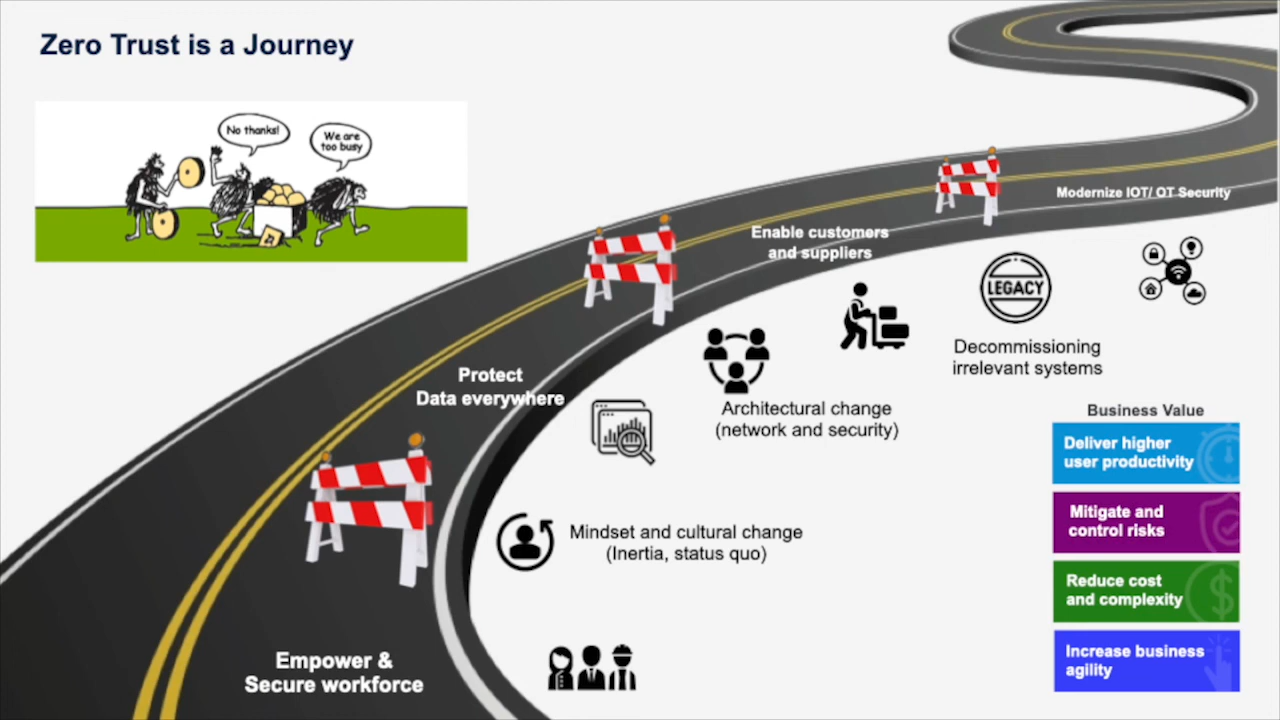 Zero Trust is a Journey
No thanks!
We are
too busy
Modernize IOT/ OT Security
Enable customers
and suppliers
LEGACY
Decommissioning
irrelevant systems
Protect
Data everywhere
Architectural change
(network and security)
Mindset and cultural change
(Inertia, status quo)
Empower &
Secure workforce
Business Value
Deliver higher
user productivity
Mitigate and
control risks
Reduce cost
and complexity
$
Increase business
agility